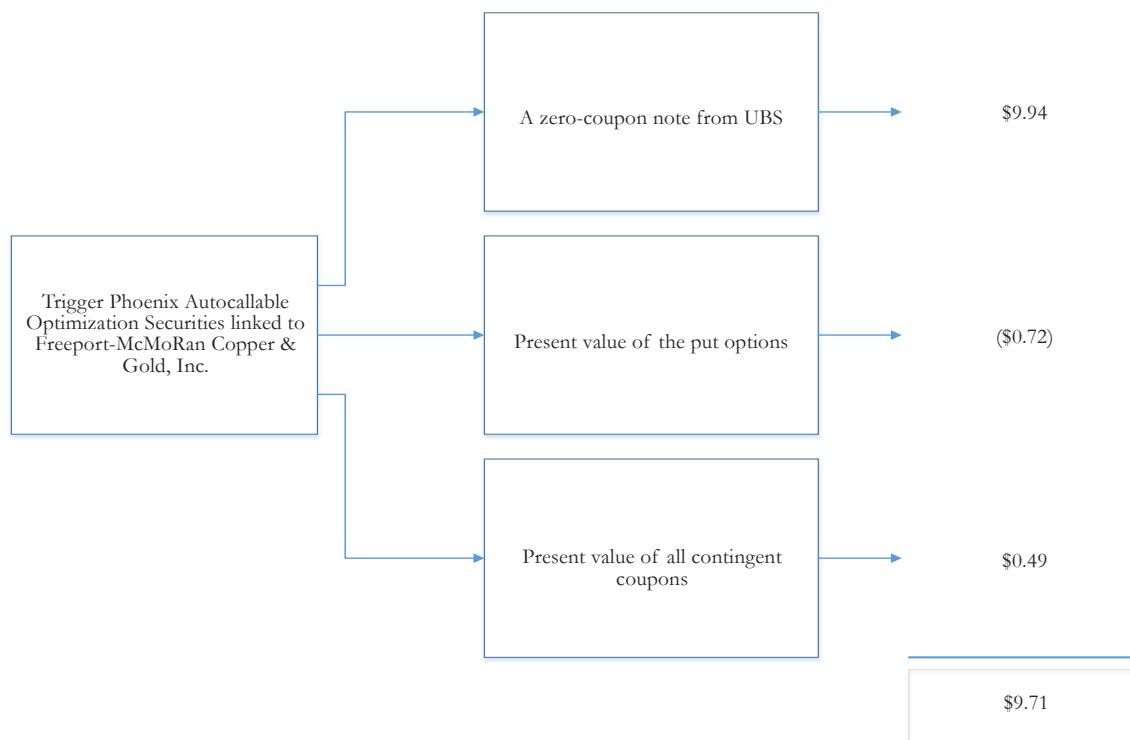 A zero-coupon note from UBS
$9.94
Trigger Phoenix Autocallable
Optimization Securities linked to
Freeport-McMoRan Copper &
Gold, Inc.
Present value of the put options
($0.72)
Present value of all contingent
coupons
$0.49
$9.71